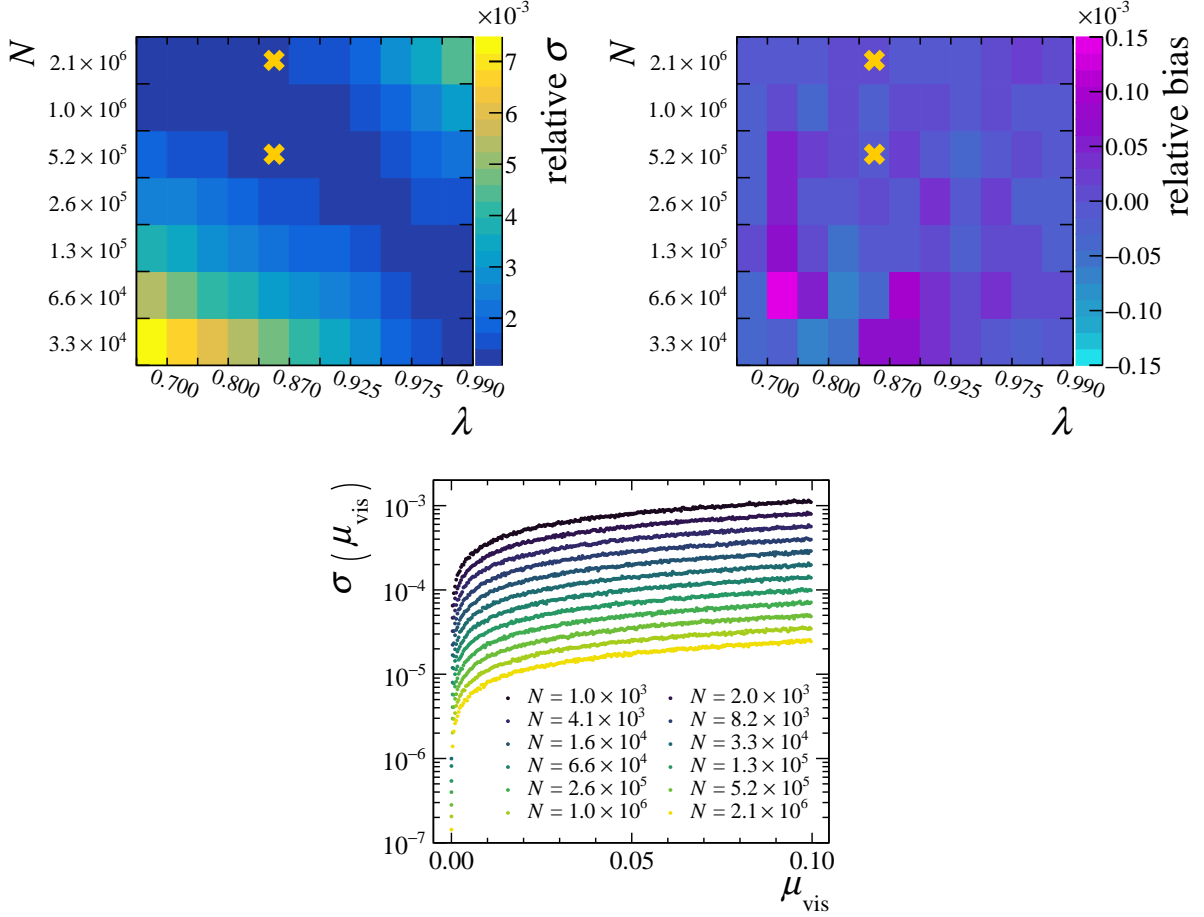 ×10⁻³
N
2.1 × 10⁶
1.0 × 10⁶
5.2 × 10⁵
2.6 × 10⁵
1.3 × 10⁵
6.6 × 10⁴
3.3 × 10⁴
0.700 0.800 0.870 0.925 0.975 0.990
λ
7
6
5
4
3
2
relative σ
×10⁻³
N
2.1 × 10⁶
1.0 × 10⁶
5.2 × 10⁵
2.6 × 10⁵
1.3 × 10⁵
6.6 × 10⁴
3.3 × 10⁴
0.700 0.800 0.870 0.925 0.975 0.990
λ
0.15
0.10
0.05
0.00
−0.05
−0.10
−0.15
relative bias
σ (μ_vis)
10⁻³
10⁻⁴
10⁻⁵
10⁻⁶
10⁻⁷
N = 1.0 × 10³ N = 2.0 × 10³
N = 4.1 × 10³ N = 8.2 × 10³
N = 1.6 × 10⁴ N = 3.3 × 10⁴
N = 6.6 × 10⁴ N = 1.3 × 10⁵
N = 2.6 × 10⁵ N = 5.2 × 10⁵
N = 1.0 × 10⁶ N = 2.1 × 10⁶
0.00 0.05 0.10
μ_vis